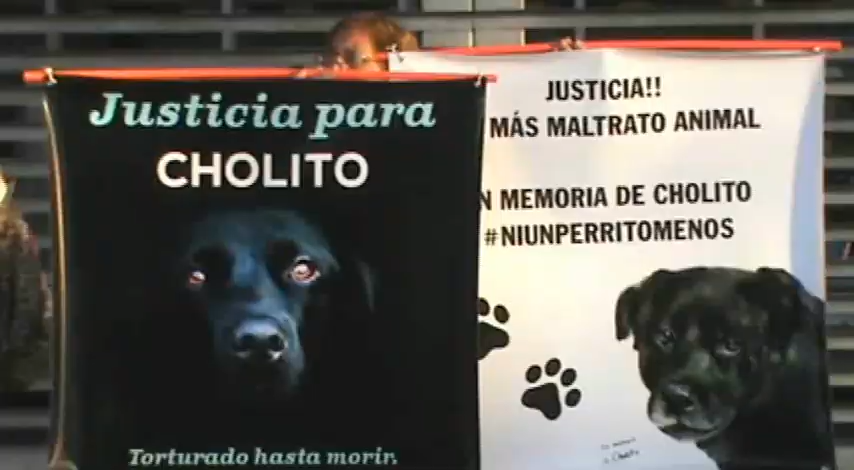 Justicia para
CHOLITO
Torturado hasta morir.
JUSTICIA!!
MÁS MALTRATO ANIMAL
MEMORIA DE CHOLITO
#NIUNPERRITOMENOS